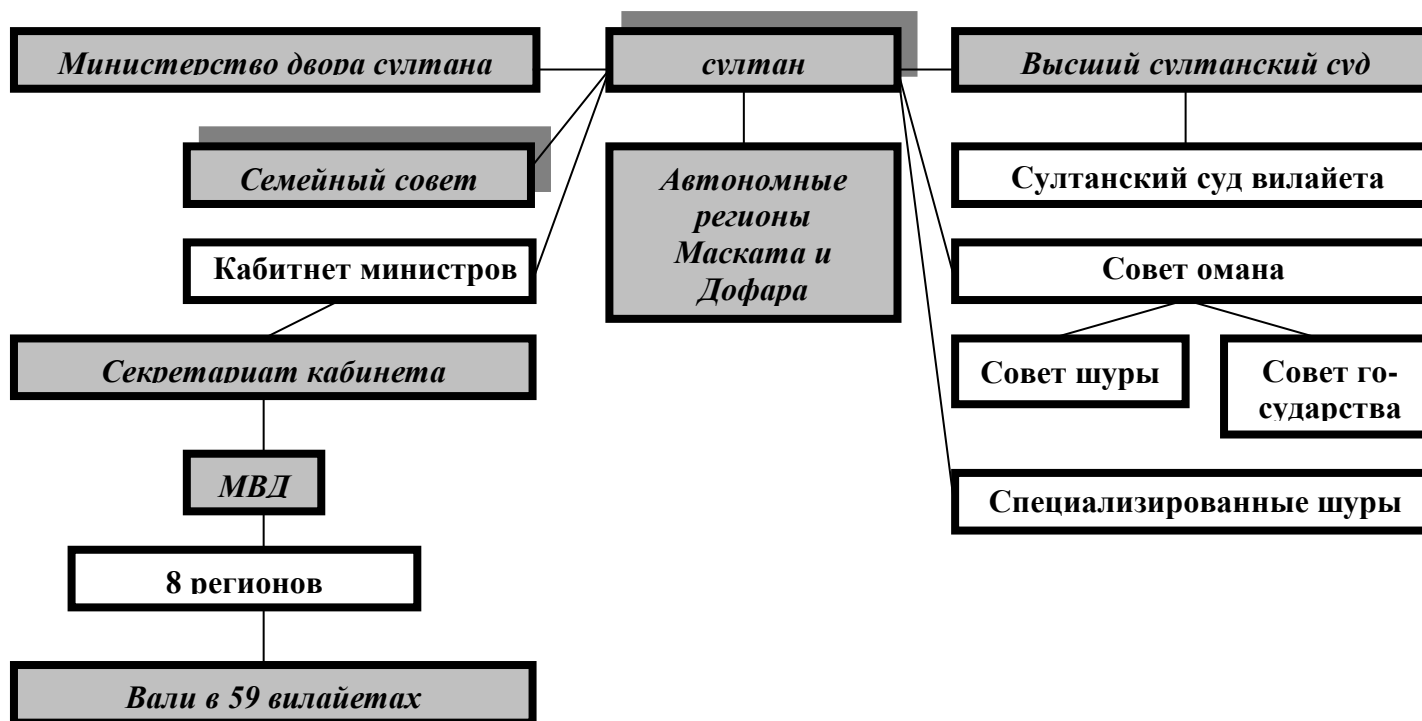 Министерство двора султана
султан
Высший султанский суд
Семейный совет
Автономные
регионы
Маската и
Дофара
Султанский суд вилайета
Кабитнет министров
Совет омана
Секретариат кабинета
Совет шуры
Совет го-
сударства
МВД
Специализированные шуры
8 регионов
Вали в 59 вилайетах